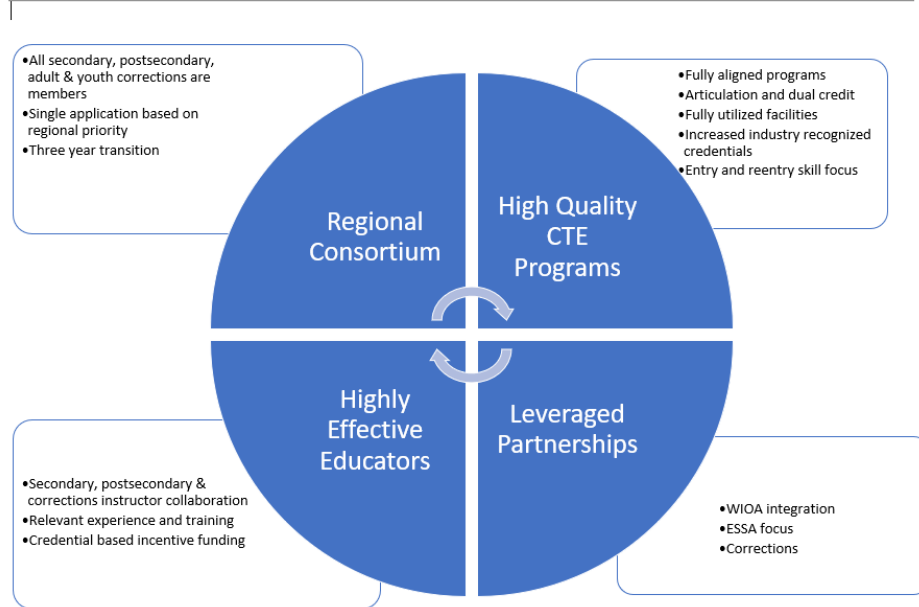 •All secondary, postsecondary,
adult & youth corrections are
members
•Single application based on
regional priority
•Three year transition
•Fully aligned programs
•Articulation and dual credit
•Fully utilized facilities
•Increased industry recognized
credentials
•Entry and reentry skill focus
Regional
Consortium
High Quality
CTE
Programs
Highly
Effective
Educators
Leveraged
Partnerships
•Secondary, postsecondary &
corrections instructor collaboration
•Relevant experience and training
•Credential based incentive funding
•WIOA integration
•ESSA focus
•Corrections